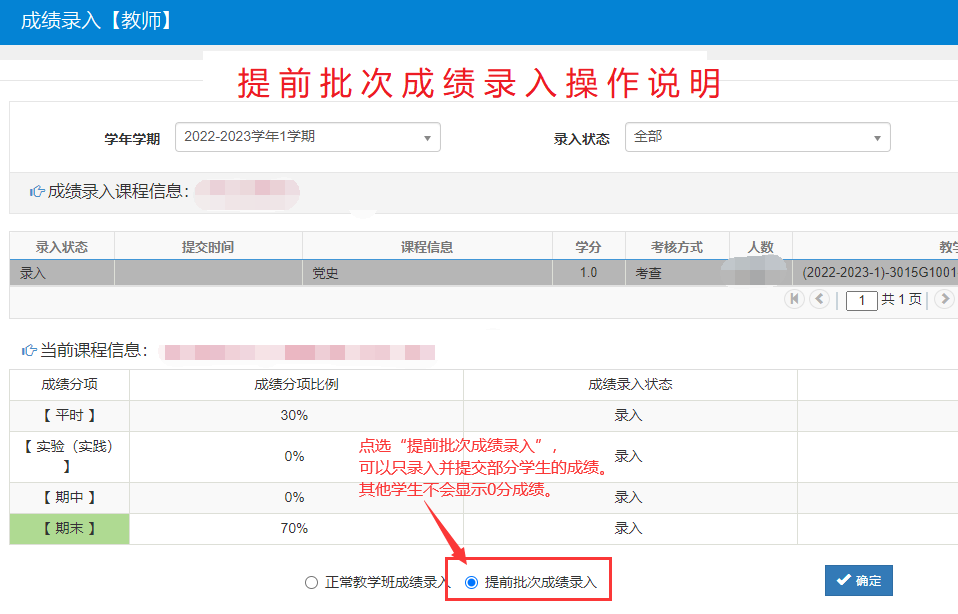 成绩录入【教师】
提前批次成绩录入操作说明
学年学期 2022-2023学年1学期 录入状态 全部
成绩录入课程信息：
录入状态 提交时间 课程信息 学分 考核方式 人数 教学
录入 党史 1.0 考查 (2022-2023-1)-3015G1001
1 共 1 页
当前课程信息：
成绩分项 成绩分项比例 成绩录入状态
【 平时 】 30% 录入
【 实验（实践）
】 0% 录入
【 期中 】 0% 录入
【 期末 】 70% 录入
点选“提前批次成绩录入”，
可以只录入并提交部分学生的成绩。
其他学生不会显示0分成绩。
正常教学班成绩录入 提前批次成绩录入 确定